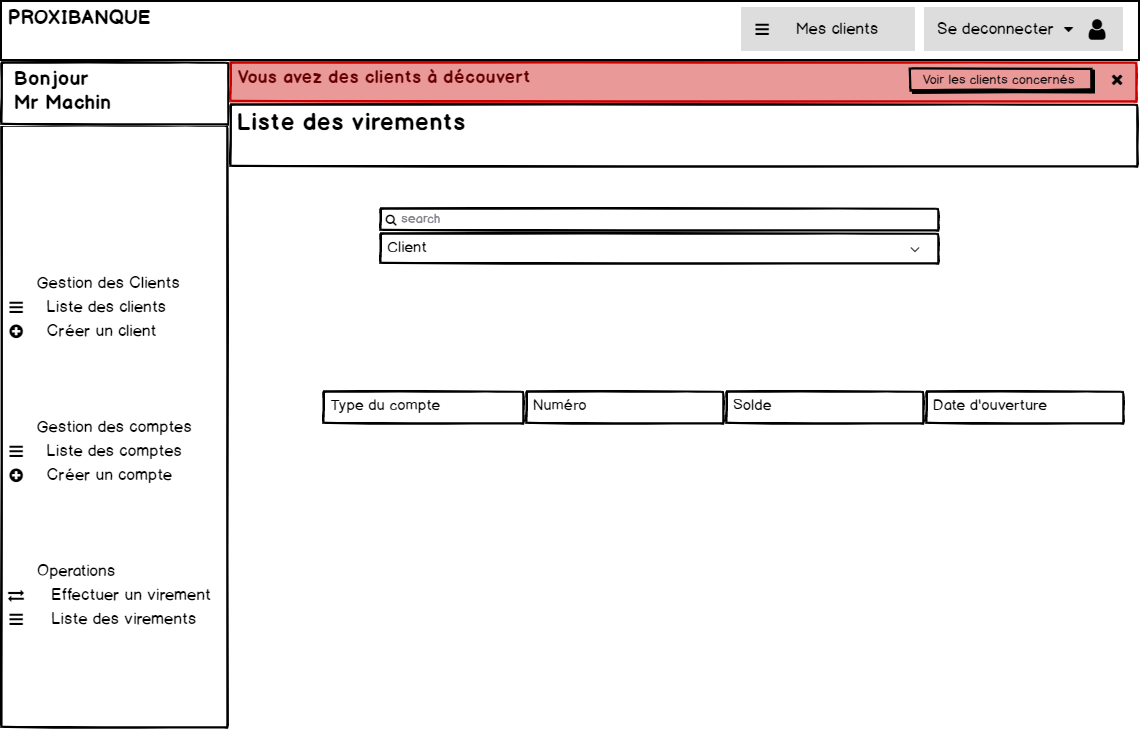 PROXIBANQUE
Mes clients
Se deconnecter
Bonjour
Mr Machin
Vous avez des clients à découvert
Voir les clients concernés
Liste des virements
search
Client
Gestion des Clients
Liste des clients
Créer un client
Type du compte
Numéro
Solde
Date d'ouverture
Gestion des comptes
Liste des comptes
Créer un compte
Operations
Effectuer un virement
Liste des virements